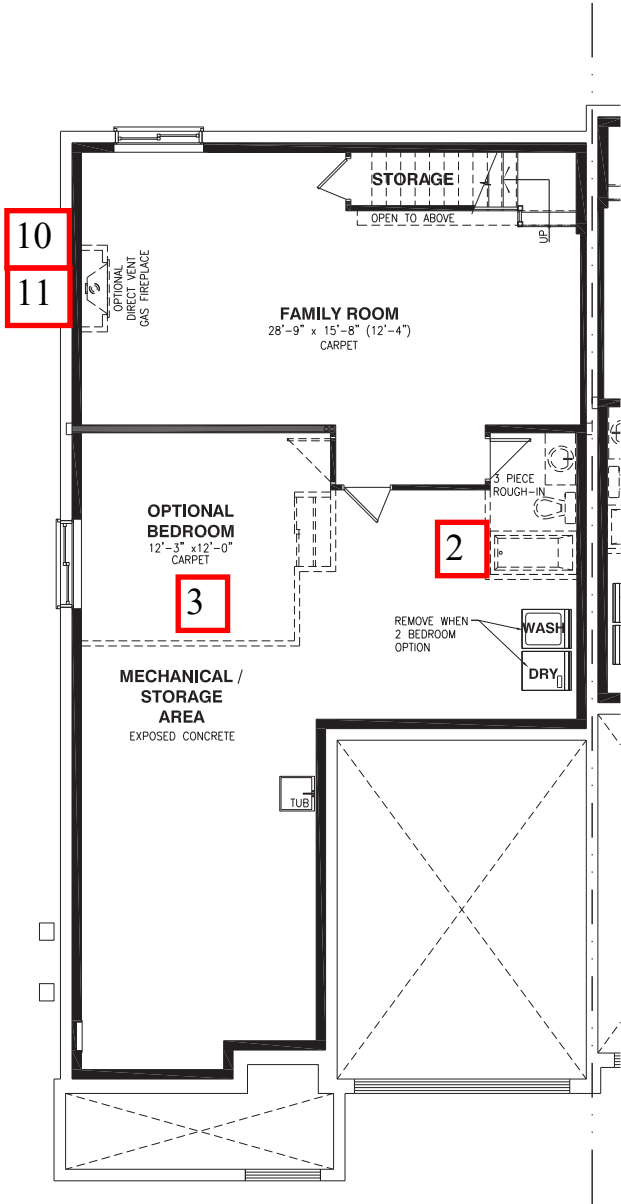 STORAGE
OPEN TO ABOVE
UP
10
11
OPTIONAL
DIRECT VENT
GAS FIREPLACE
FAMILY ROOM
28'-9" x 15'-8" (12'-4")
CARPET
3 PIECE
ROUGH-IN
OPTIONAL
BEDROOM
12'-3" x12'-0"
CARPET
2
3
REMOVE WHEN
2 BEDROOM
OPTION
WASH
DRY
MECHANICAL /
STORAGE
AREA
EXPOSED CONCRETE
TUB